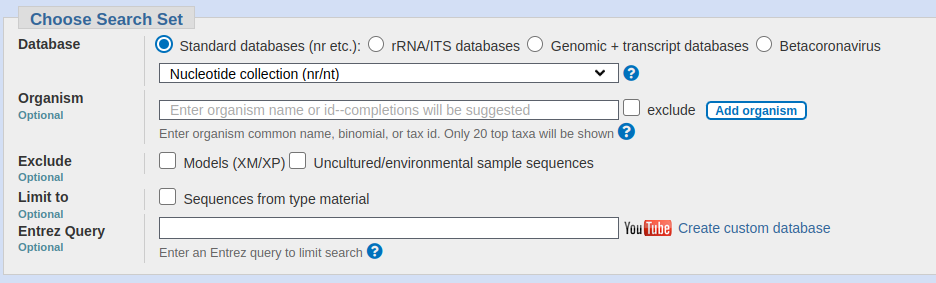 Choose Search Set
Database
Standard databases (nr etc.): rRNA/ITS databases Genomic + transcript databases Betacoronavirus
Nucleotide collection (nr/nt) ?
Organism
Optional
Enter organism name or id--completions will be suggested exclude Add organism
Enter organism common name, binomial, or tax id. Only 20 top taxa will be shown ?
Exclude
Optional
Models (XM/XP) Uncultured/environmental sample sequences
Limit to
Optional
Sequences from type material
Entrez Query
Optional
YouTube Create custom database
Enter an Entrez query to limit search ?